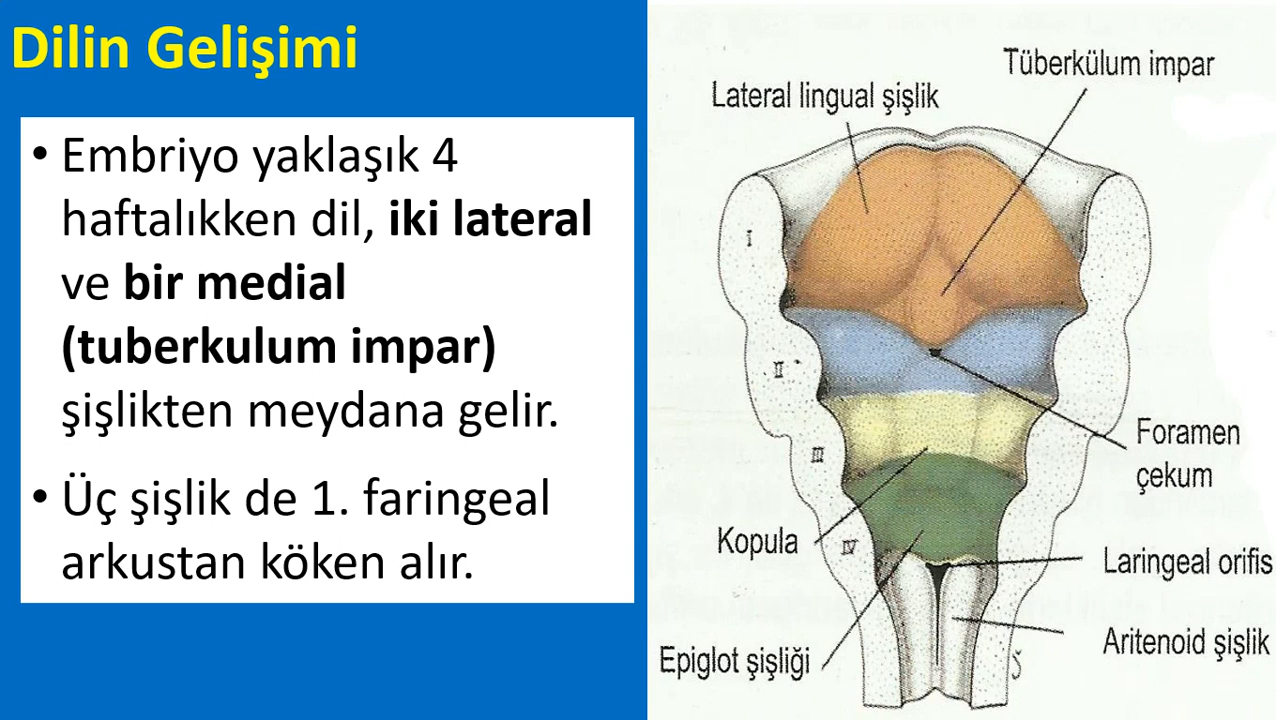 Dilin Gelişimi
• Embriyo yaklaşık 4
haftalıkken dil, iki lateral
ve bir medial
(tuberkulum impar)
şişlikten meydana gelir.
• Üç şişlik de 1. faringeal
arkustan köken alır.
Tüberkülum impar
Lateral lingual şişlik
I
II
III
IV
Foramen
çekum
Kopula
Laringeal orifis
Aritenoid şişlik
Epiglot şişliği